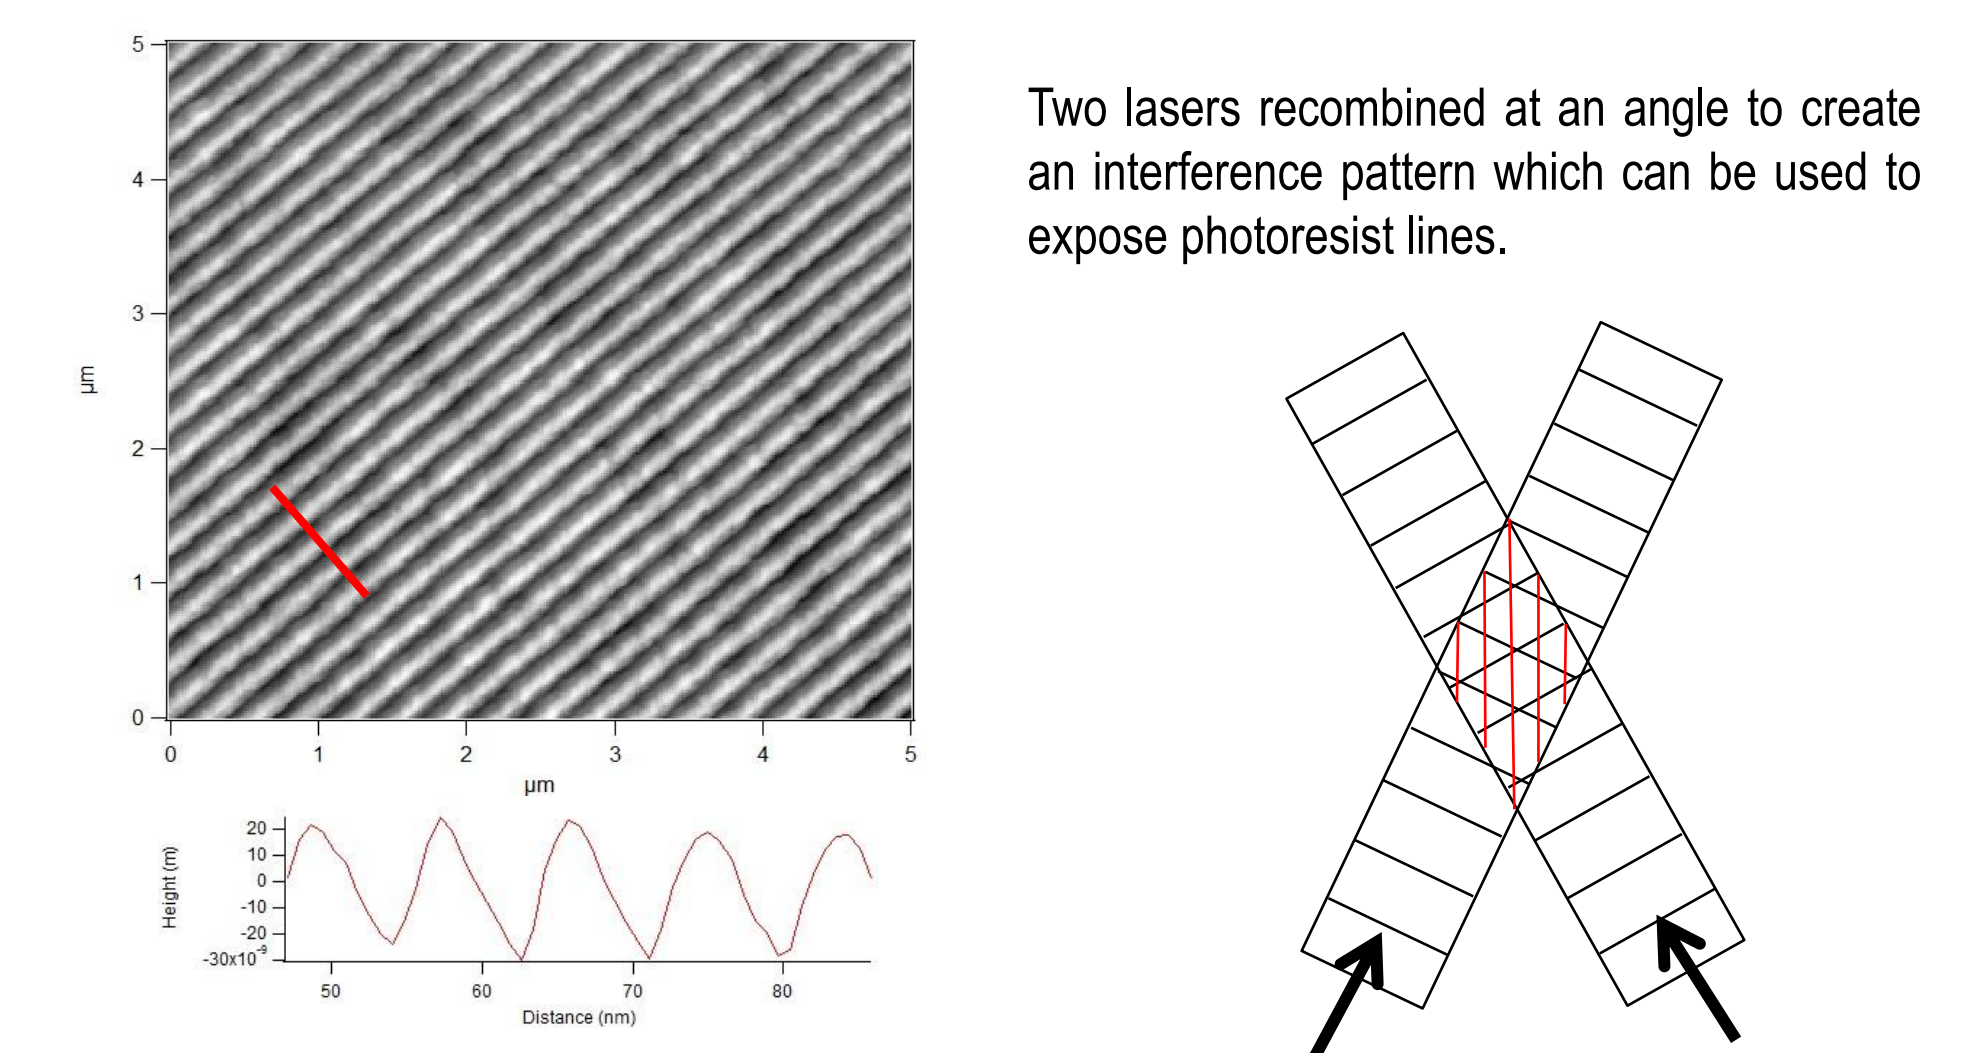 Two lasers recombined at an angle to create
an interference pattern which can be used to
expose photoresist lines.
5
4
3
2
1
0
µm
0 1 2 3 4 5
µm
20
10
0
-10
-20
-30x10⁻⁹
Height (m)
50 60 70 80
Distance (nm)